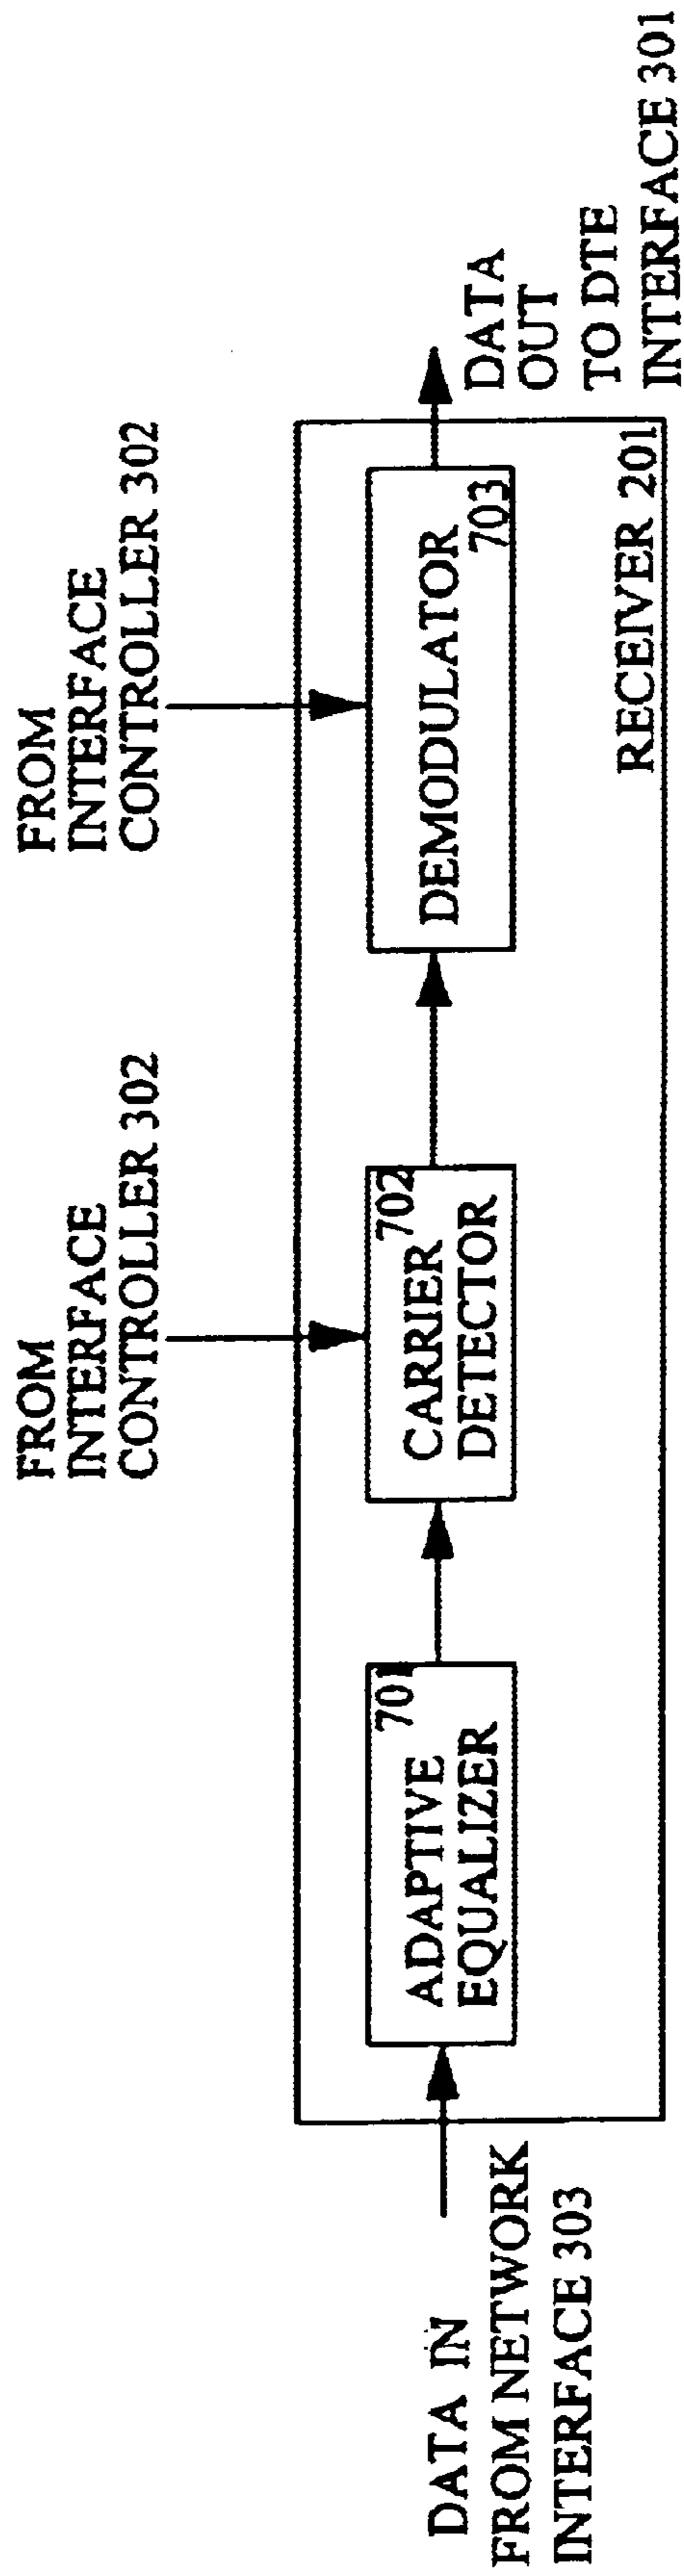 FROM
INTERFACE
CONTROLLER 302
FROM
INTERFACE
CONTROLLER 302
DATA IN
FROM NETWORK
INTERFACE 303
701
ADAPTIVE
EQUALIZER
702
CARRIER
DETECTOR
DEMODULATOR
703
DATA
OUT
TO DTE
INTERFACE 301
RECEIVER 201